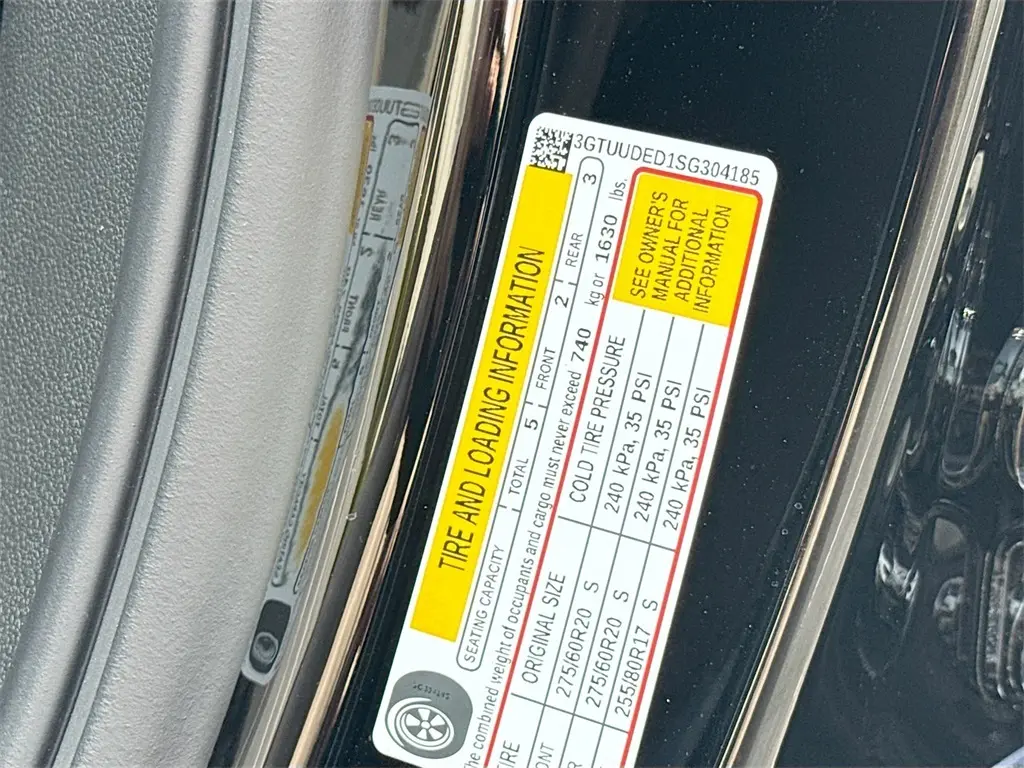 3GTUUDED1SG304185
TIRE AND LOADING INFORMATION
SEATING CAPACITY | TOTAL 5 | FRONT 2 | REAR 3
The combined weight of occupants and cargo must never exceed 740 kg or 1630 lbs.
ORIGINAL SIZE COLD TIRE PRESSURE
275/60R20 S 240 kPa, 35 PSI
275/60R20 S 240 kPa, 35 PSI
255/80R17 S 240 kPa, 35 PSI
SEE OWNER'S
MANUAL FOR
ADDITIONAL
INFORMATION